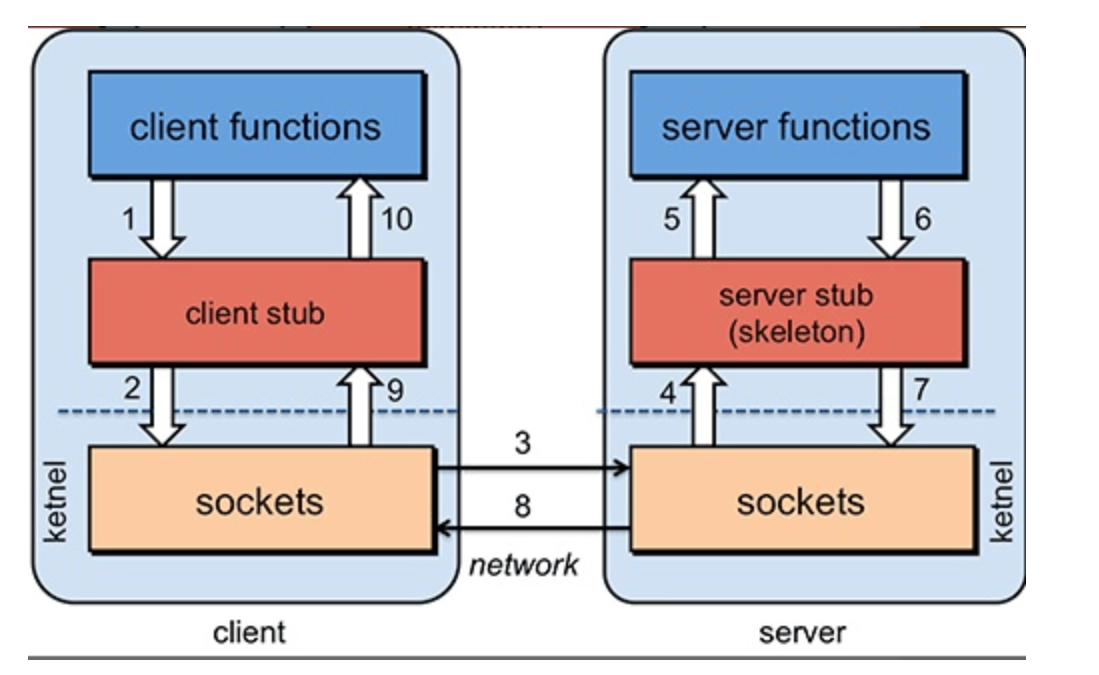 client functions
server functions
1
10
5
6
client stub
server stub
(skeleton)
2
9
4
7
3
ketnel
sockets
8
sockets
ketnel
network
client
server